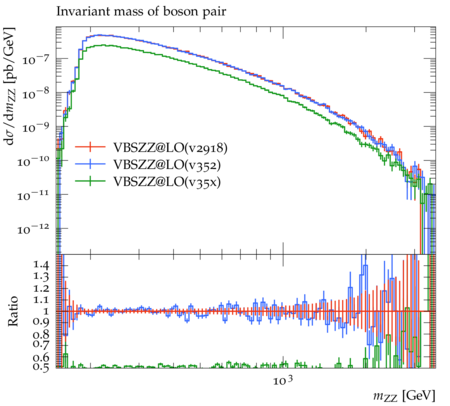 Invariant mass of boson pair
dσ/dm_ZZ [pb/GeV]
10^−7
10^−8
10^−9
10^−10
10^−11
10^−12
VBSZZ@LO(v2918)
VBSZZ@LO(v352)
VBSZZ@LO(v35x)
Ratio
1.4
1.3
1.2
1.1
1
0.9
0.8
0.7
0.6
0.5
10^3
m_ZZ [GeV]